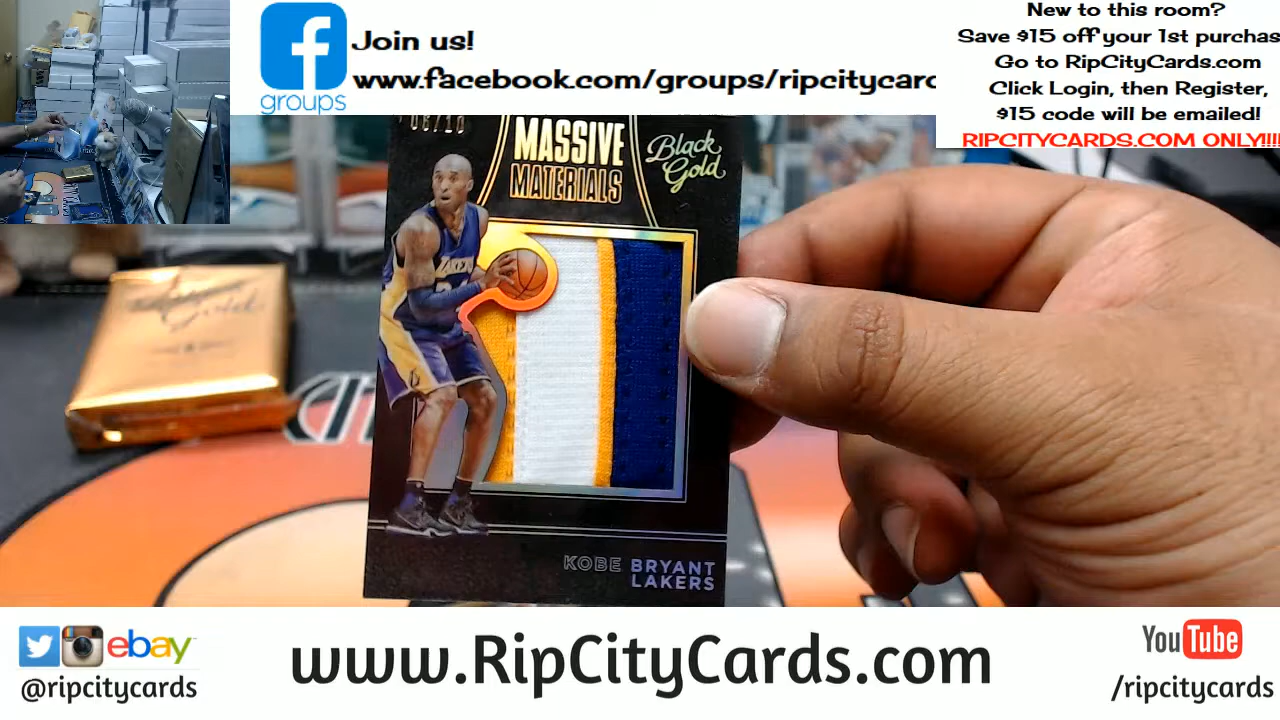 Join us!
www.facebook.com/groups/ripcitycarc
groups
New to this room?
Save $15 off your 1st purchas
Go to RipCityCards.com
Click Login, then Register,
$15 code will be emailed!
RIPCITYCARDS.COM ONLY!!!!
MASSIVE
MATERIALS
Black
Gold
LAKERS
KOBE BRYANT
LAKERS
ebay
@ripcitycards
www.RipCityCards.com
YouTube
/ripcitycards